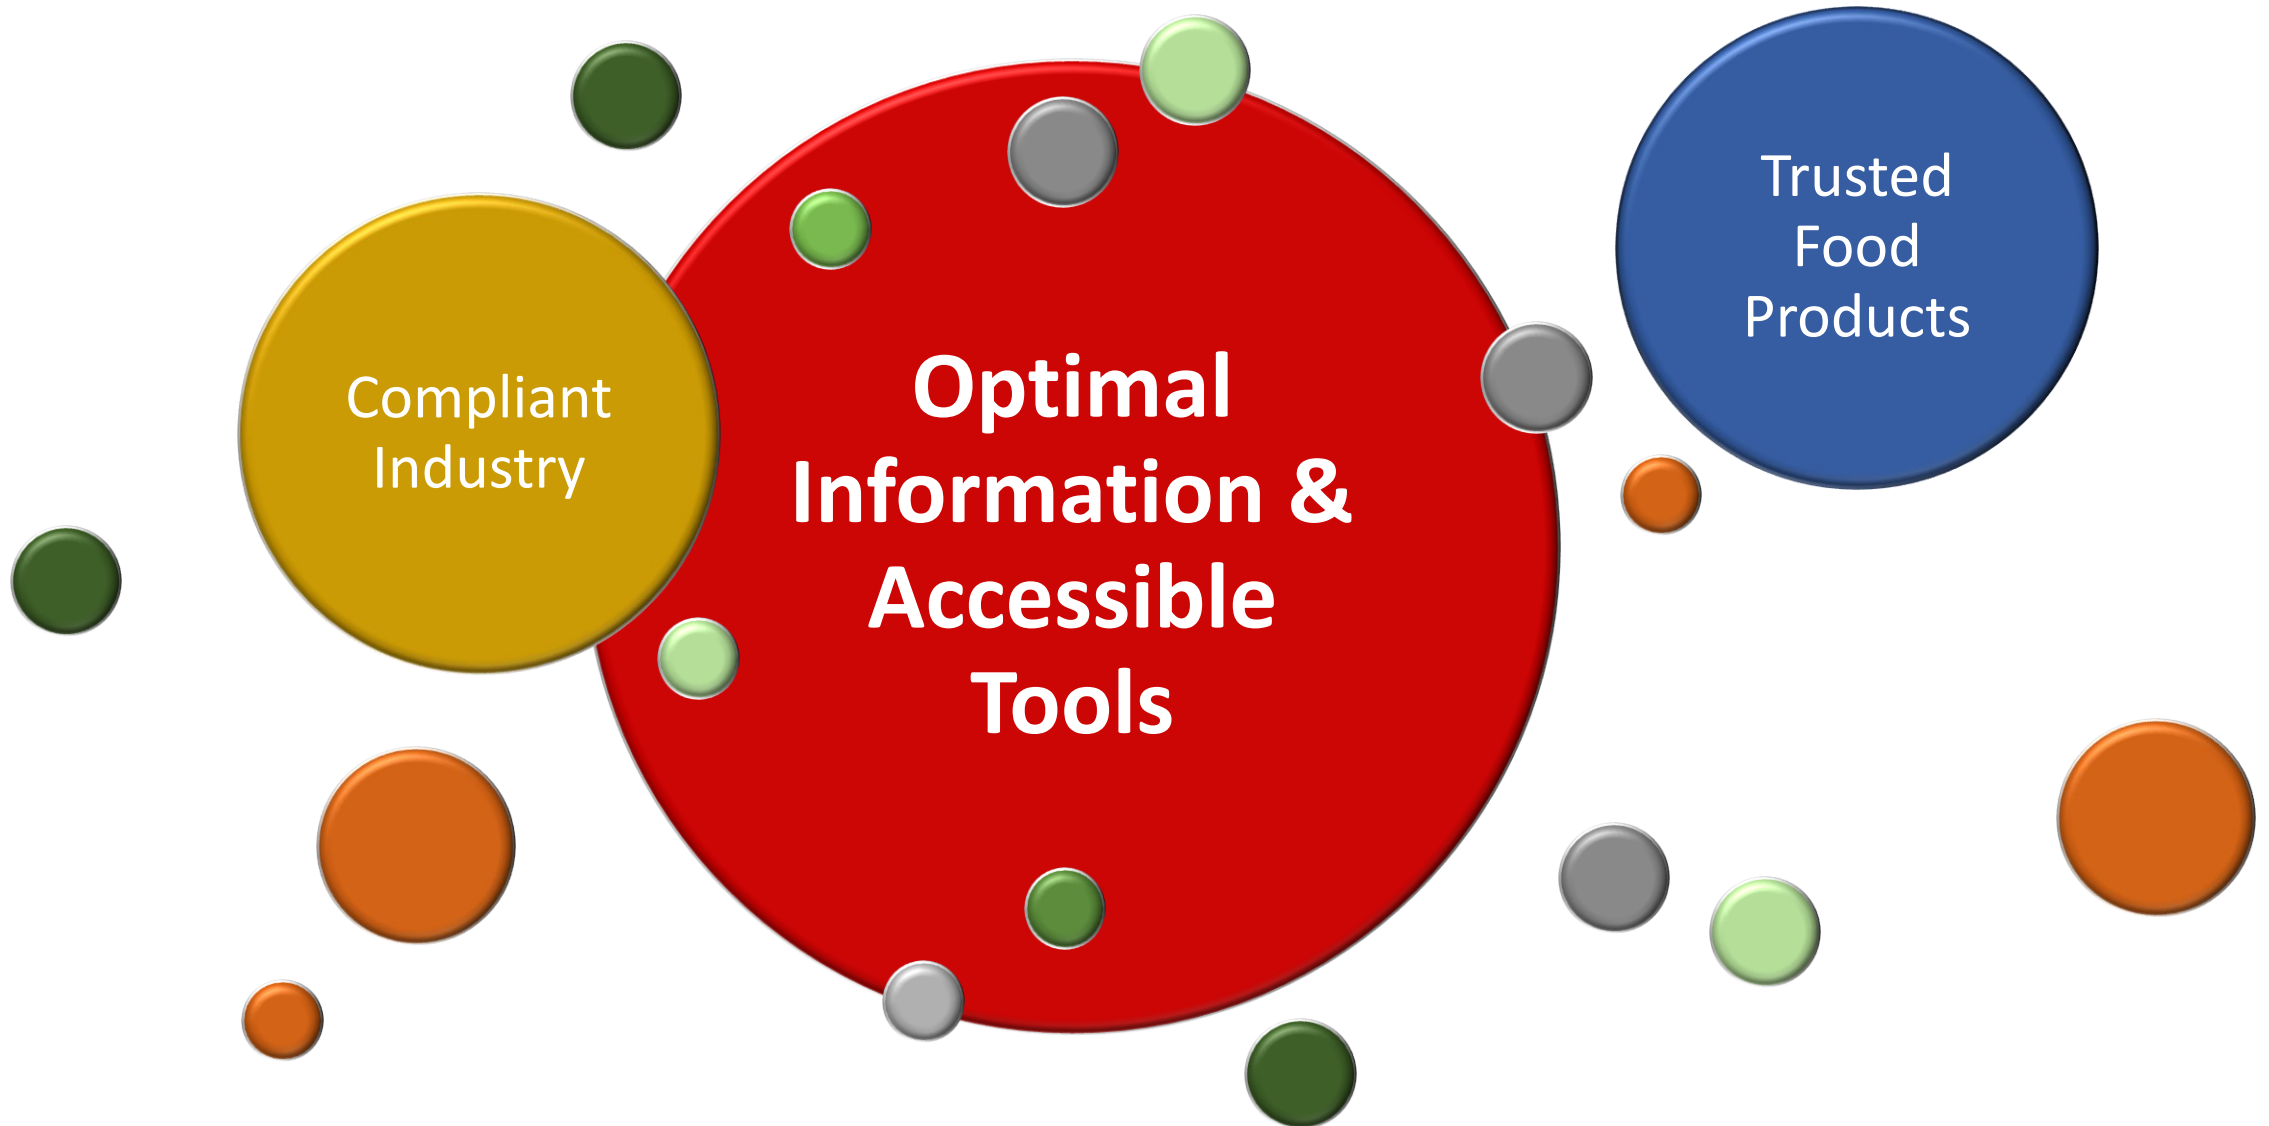 Compliant
Industry
Optimal
Information &
Accessible
Tools
Trusted
Food
Products